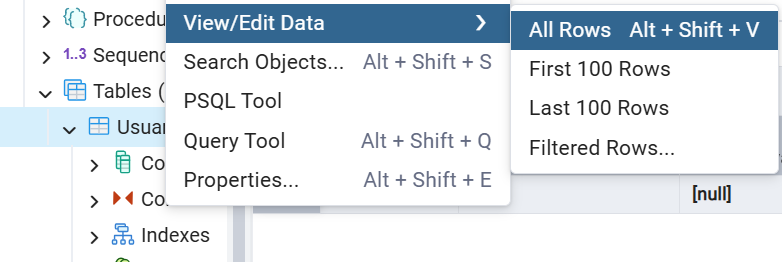 Procedu
1..3 Sequenc
Tables (
Usuar
Co
Co
Indexes
View/Edit Data
Search Objects... Alt + Shift + S
PSQL Tool
Query Tool Alt + Shift + Q
Properties... Alt + Shift + E
All Rows Alt + Shift + V
First 100 Rows
Last 100 Rows
Filtered Rows...
[null]